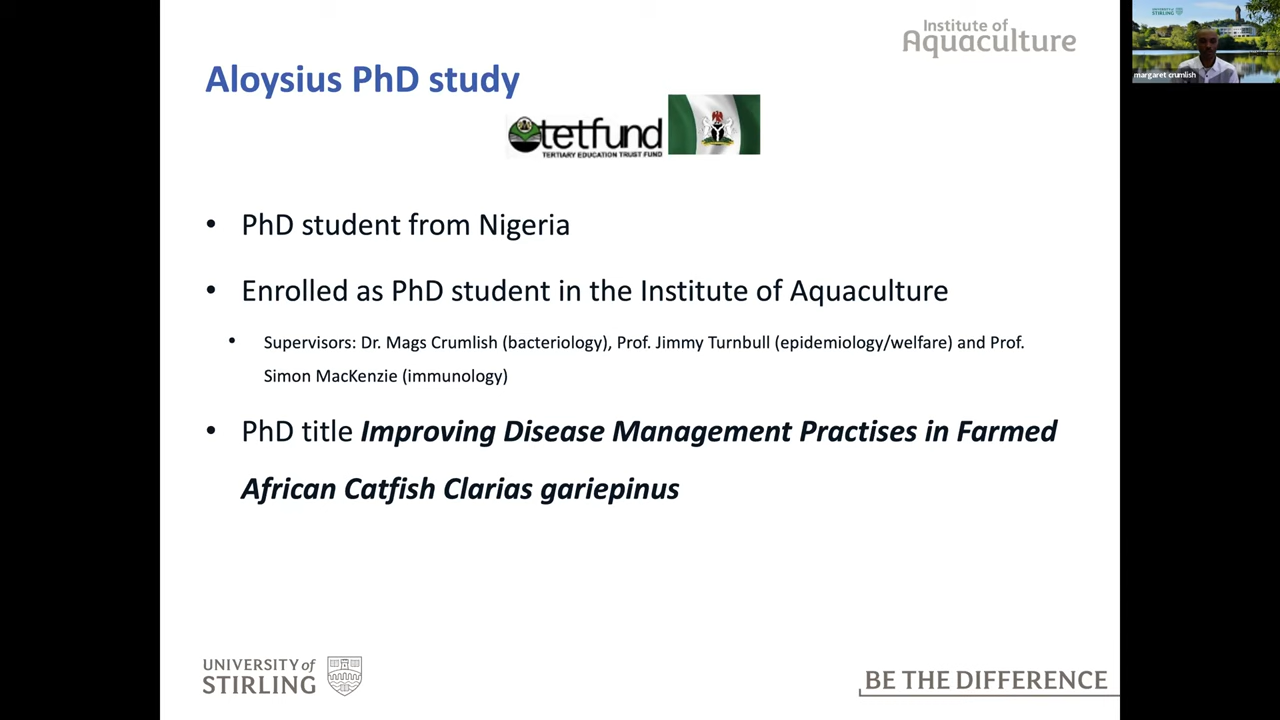 Institute of
Aquaculture
UNIVERSITY of
STIRLING
margaret crumlish
Aloysius PhD study
tetfund
TERTIARY EDUCATION TRUST FUND
• PhD student from Nigeria
• Enrolled as PhD student in the Institute of Aquaculture
• Supervisors: Dr. Mags Crumlish (bacteriology), Prof. Jimmy Turnbull (epidemiology/welfare) and Prof.
Simon MacKenzie (immunology)
• PhD title Improving Disease Management Practises in Farmed
African Catfish Clarias gariepinus
UNIVERSITY of
STIRLING
BE THE DIFFERENCE